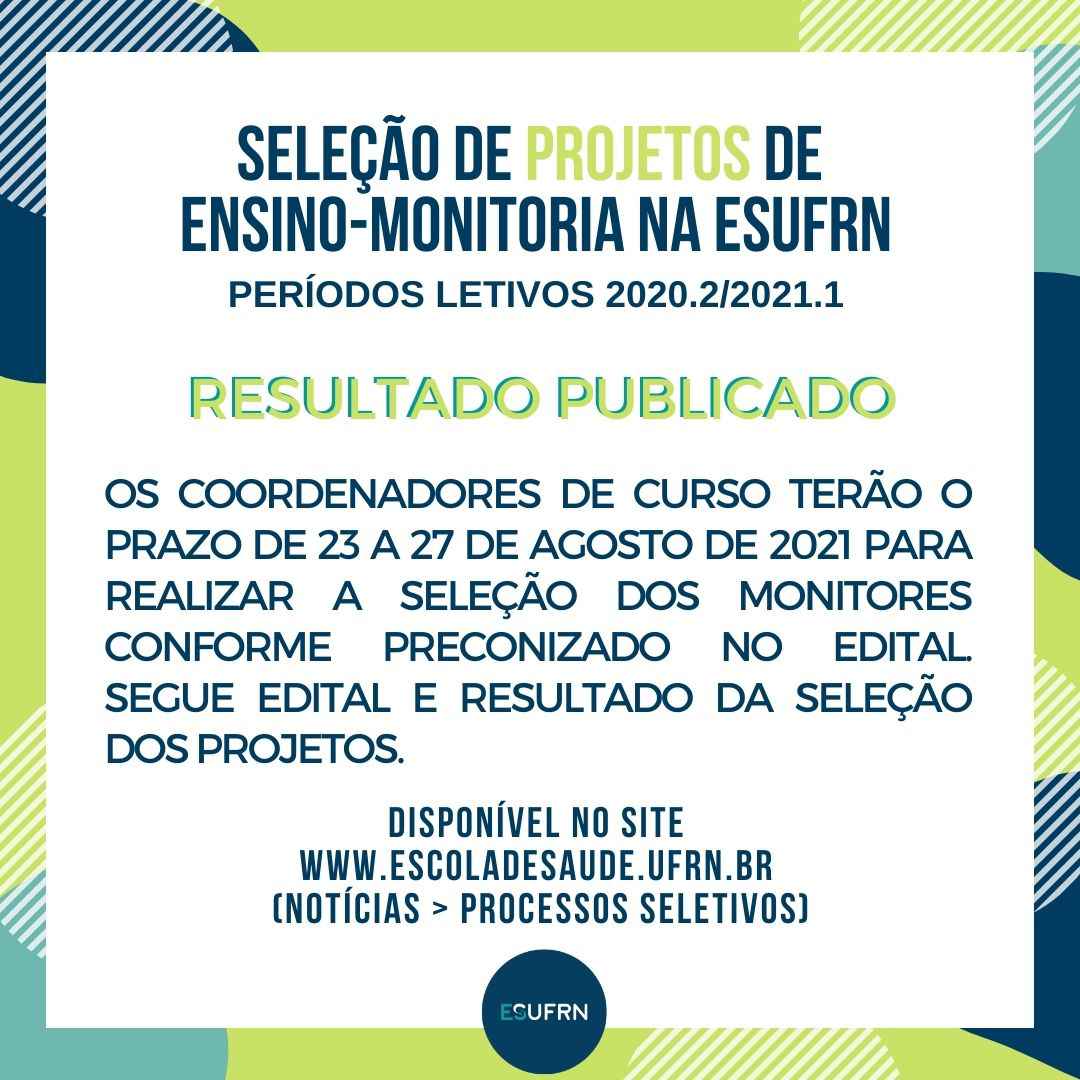 SELEÇÃO DE PROJETOS DE
ENSINO-MONITORIA NA ESUFRN
PERÍODOS LETIVOS 2020.2/2021.1
RESULTADO PUBLICADO
OS COORDENADORES DE CURSO TERÃO O
PRAZO DE 23 A 27 DE AGOSTO DE 2021 PARA
REALIZAR A SELEÇÃO DOS MONITORES
CONFORME PRECONIZADO NO EDITAL.
SEGUE EDITAL E RESULTADO DA SELEÇÃO
DOS PROJETOS.
DISPONÍVEL NO SITE
WWW.ESCOLADESAUDE.UFRN.BR
(NOTÍCIAS > PROCESSOS SELETIVOS)
ESUFRN